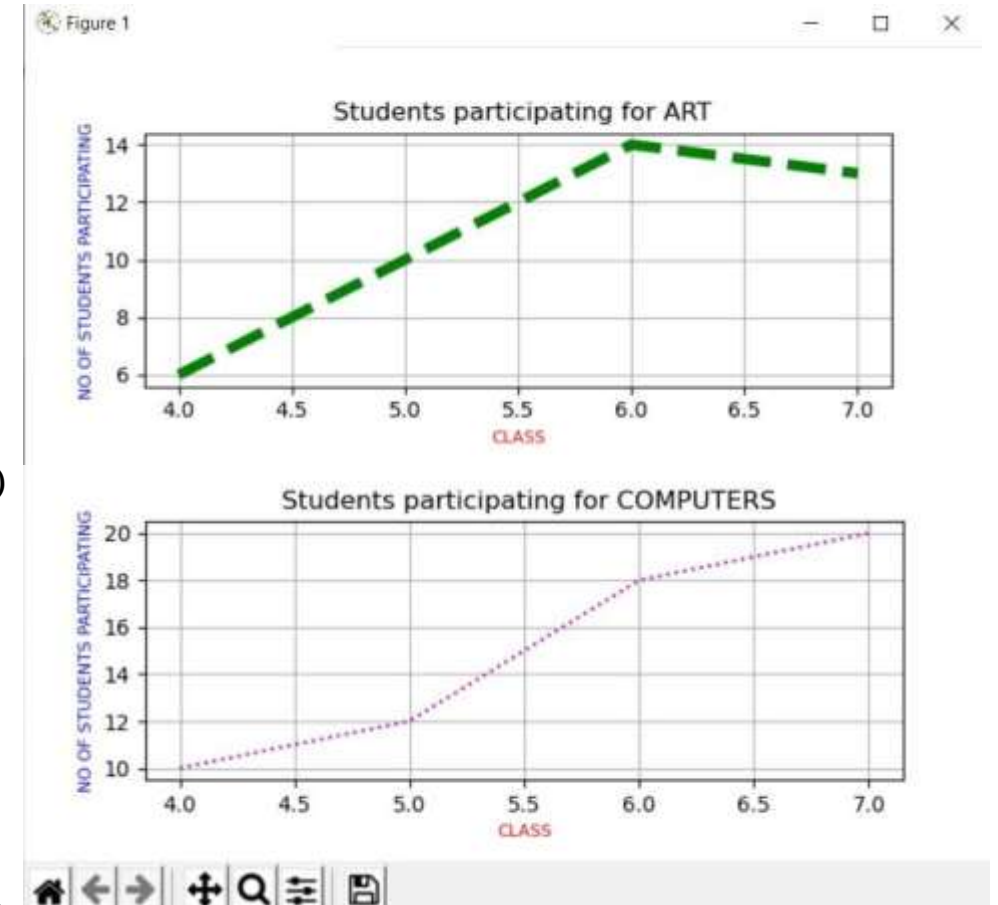 Figure 1
Students participating for ART
NO OF STUDENTS PARTICIPATING
14
12
10
8
6
4.0 4.5 5.0 5.5 6.0 6.5 7.0
CLASS
)
Students participating for COMPUTERS
NO OF STUDENTS PARTICIPATING
20
18
16
14
12
10
4.0 4.5 5.0 5.5 6.0 6.5 7.0
CLASS